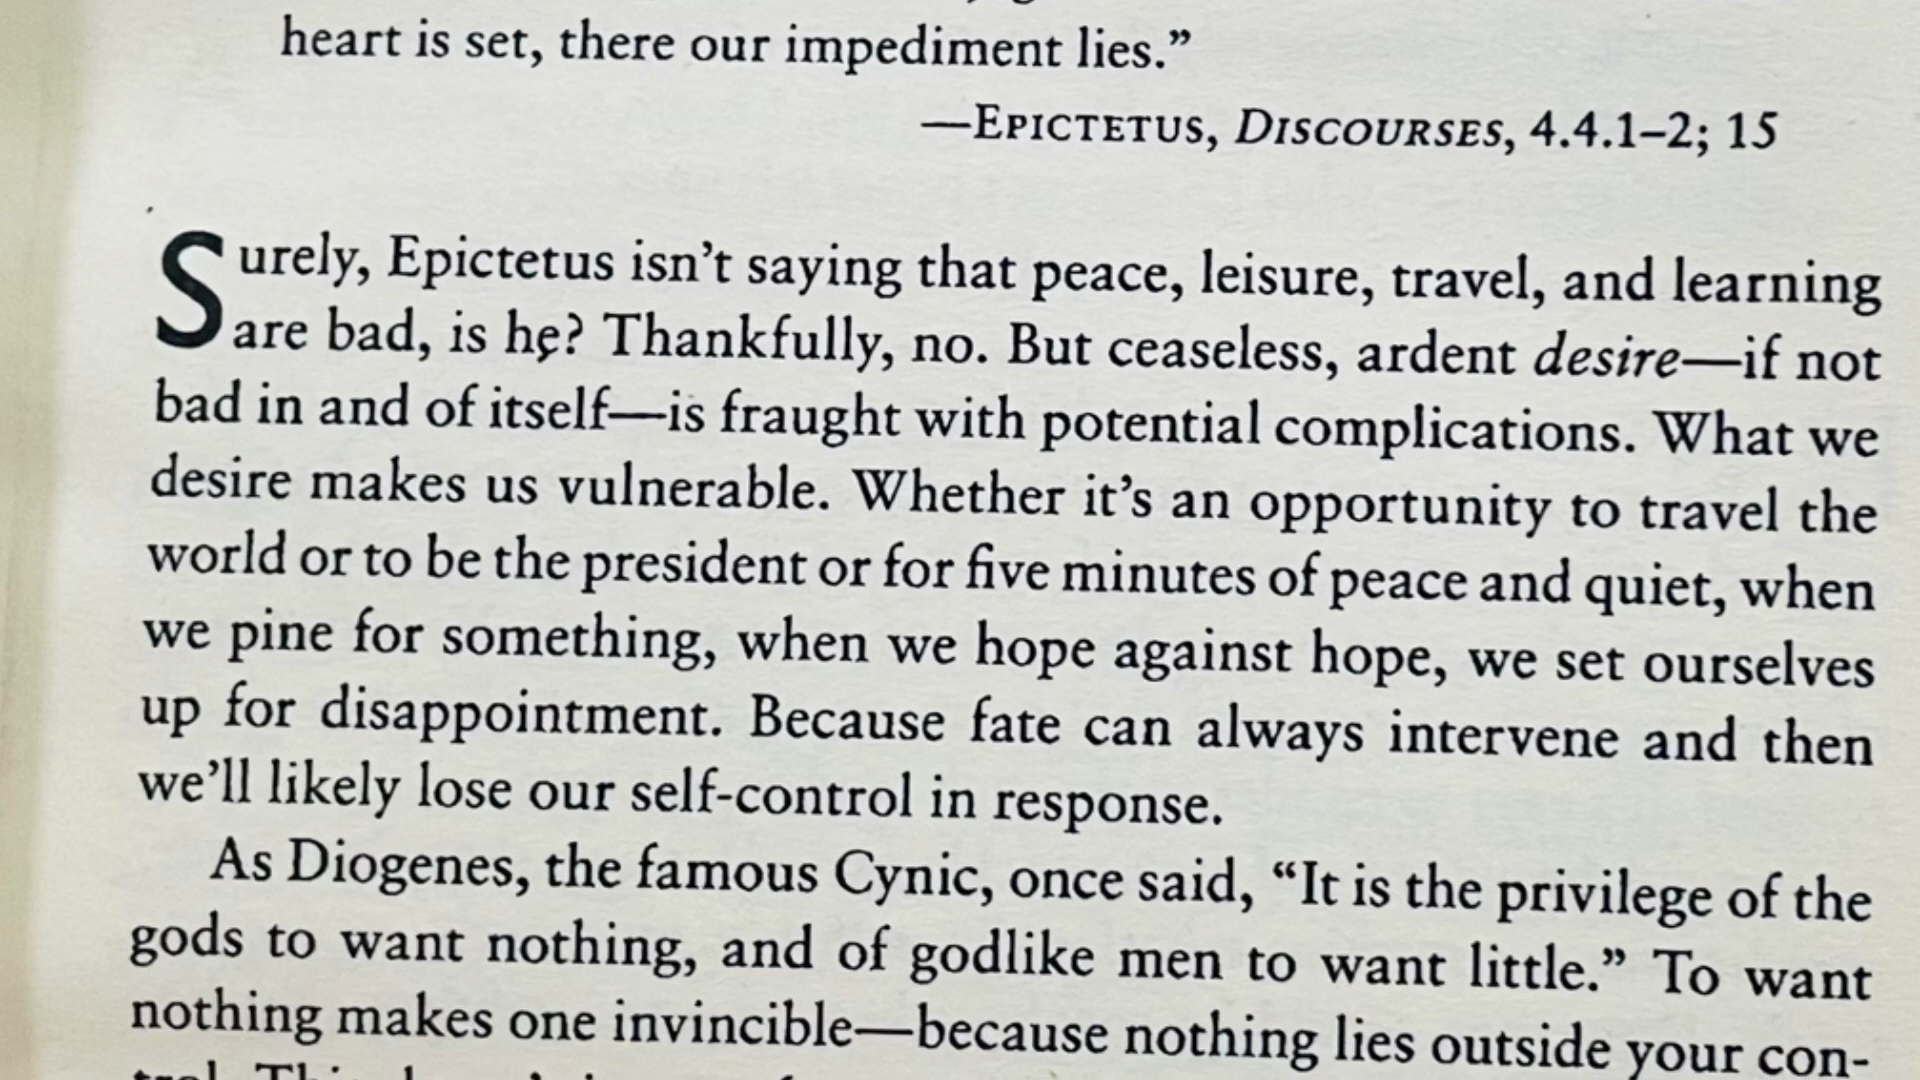 heart is set, there our impediment lies.”
—EPICTETUS, DISCOURSES, 4.4.1–2; 15
Surely, Epictetus isn’t saying that peace, leisure, travel, and learning
are bad, is he? Thankfully, no. But ceaseless, ardent desire—if not
bad in and of itself—is fraught with potential complications. What we
desire makes us vulnerable. Whether it’s an opportunity to travel the
world or to be the president or for five minutes of peace and quiet, when
we pine for something, when we hope against hope, we set ourselves
up for disappointment. Because fate can always intervene and then
we’ll likely lose our self-control in response.
As Diogenes, the famous Cynic, once said, “It is the privilege of the
gods to want nothing, and of godlike men to want little.” To want
nothing makes one invincible—because nothing lies outside your con-